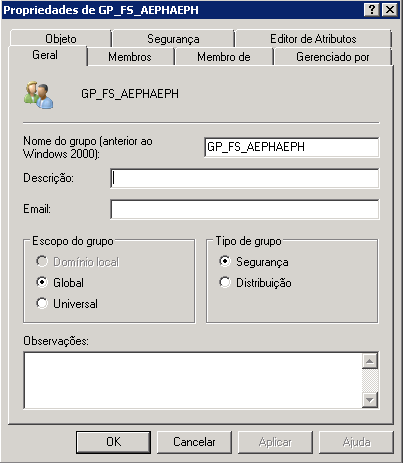 Propriedades de GP_FS_AEPHAEPH
Objeto Segurança Editor de Atributos
Geral Membros Membro de Gerenciado por
GP_FS_AEPHAEPH
Nome do grupo (anterior ao
Windows 2000):
GP_FS_AEPHAEPH
Descrição:
Email:
Escopo do grupo
Domínio local
Global
Universal
Tipo de grupo
Segurança
Distribuição
Observações:
OK Cancelar Aplicar Ajuda